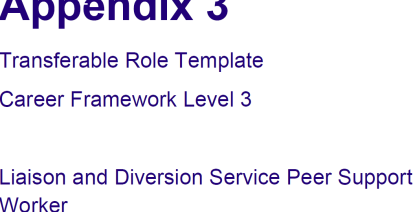 Appendix 3
Transferable Role Template
Career Framework Level 3
Liaison and Diversion Service Peer Support
Worker